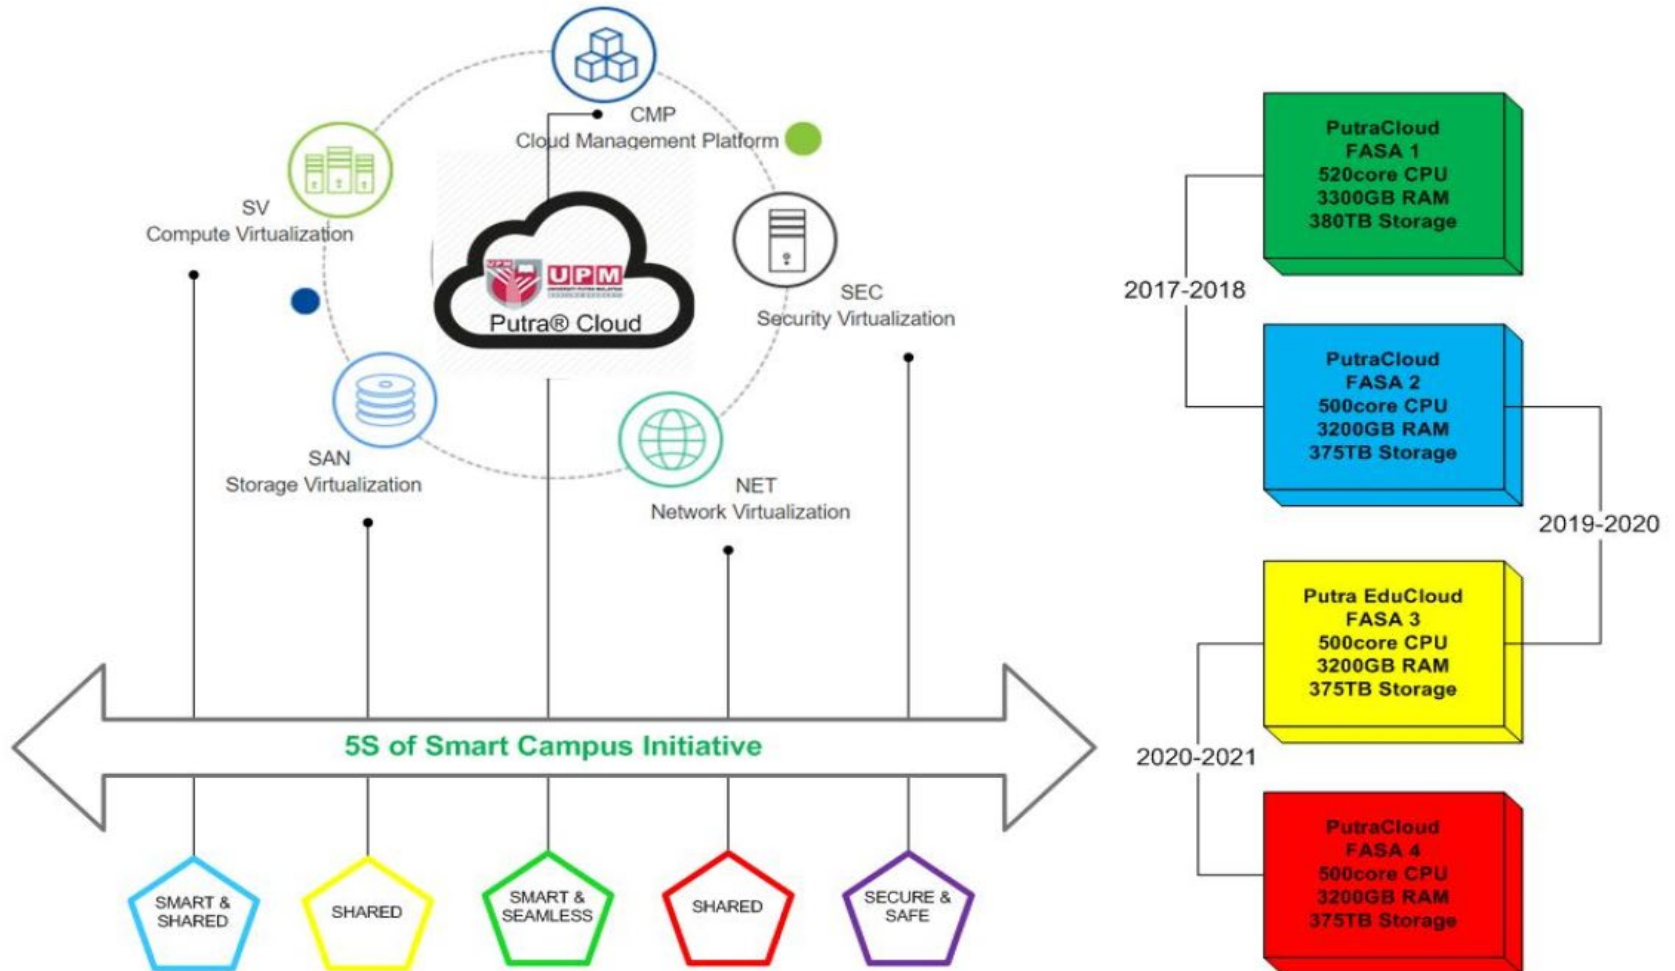 CMP
Cloud Management Platform
SV
Compute Virtualization
UPM
Putra® Cloud
SEC
Security Virtualization
SAN
Storage Virtualization
NET
Network Virtualization
5S of Smart Campus Initiative
SMART &
SHARED
SHARED
SMART &
SEAMLESS
SHARED
SECURE &
SAFE
PutraCloud
FASA 1
520core CPU
3300GB RAM
380TB Storage
2017-2018
PutraCloud
FASA 2
500core CPU
3200GB RAM
375TB Storage
2019-2020
Putra EduCloud
FASA 3
500core CPU
3200GB RAM
375TB Storage
2020-2021
PutraCloud
FASA 4
500core CPU
3200GB RAM
375TB Storage